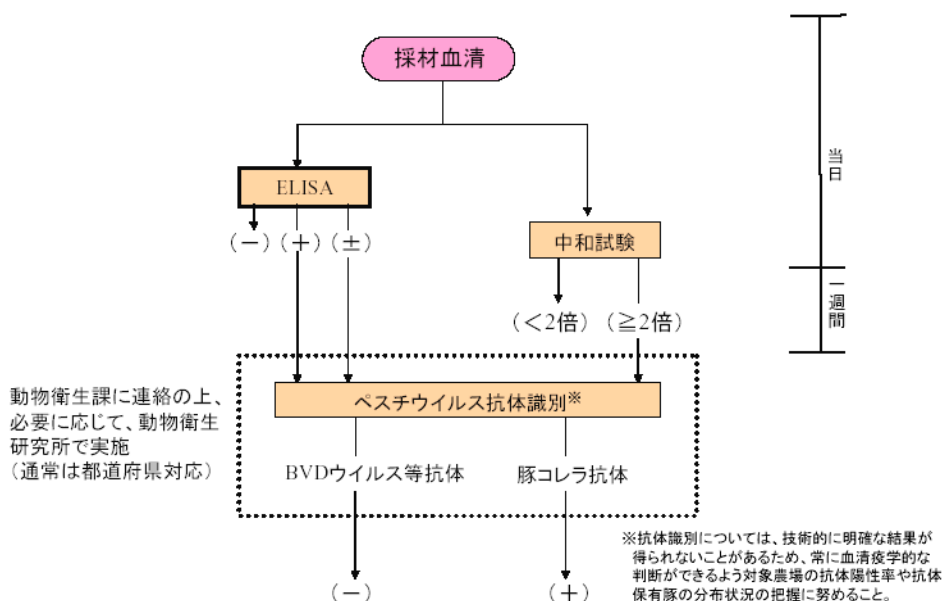 採材血清
当日
ELISA
(－) (＋) (±)
中和試験
一週間
(＜2倍) (≧2倍)
動物衛生課に連絡の上、
必要に応じて、動物衛生
研究所で実施
(通常は都道府県対応)
ペスチウイルス抗体識別※
BVDウイルス等抗体
豚コレラ抗体
※抗体識別については、技術的に明確な結果が
得られないことがあるため、常に血清疫学的な
判断ができるよう対象農場の抗体陽性率や抗体
保有豚の分布状況の把握に努めること。
(－)
(＋)